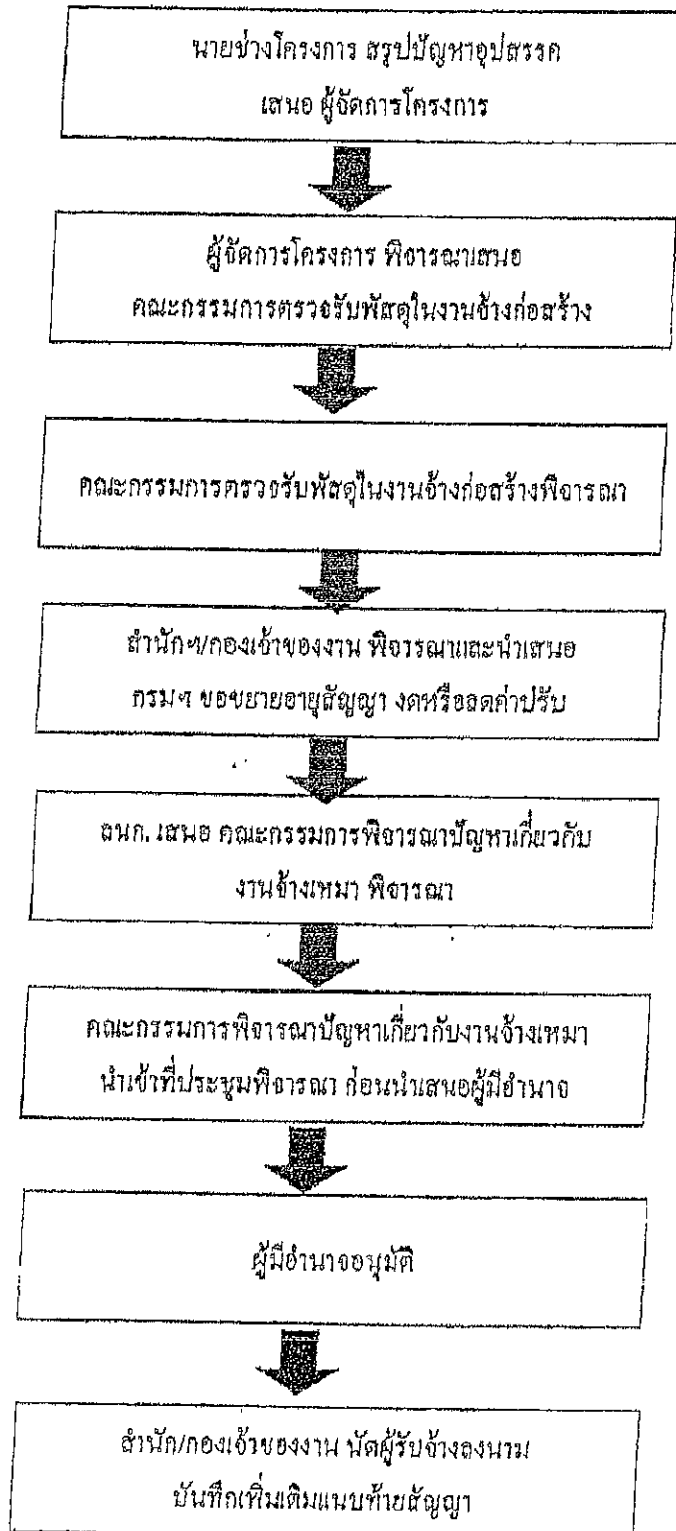 นายช่างโครงการ สรุปปัญหาอุปสรรค
เสนอ ผู้จัดการโครงการ
ผู้จัดการโครงการ พิจารณาเสนอ
คณะกรรมการตรวจรับพัสดุในงานจ้างก่อสร้าง
คณะกรรมการตรวจรับพัสดุในงานจ้างก่อสร้างพิจารณา
สำนักฯ/กองเจ้าของงาน พิจารณาและนำเสนอ
กรมฯ ขอขยายอายุสัญญา งดหรือลดค่าปรับ
ลนก. เสนอ คณะกรรมการพิจารณาปัญหาเกี่ยวกับ
งานจ้างเหมา พิจารณา
คณะกรรมการพิจารณาปัญหาเกี่ยวกับงานจ้างเหมา
นำเข้าที่ประชุมพิจารณา ก่อนนำเสนอผู้มีอำนาจ
ผู้มีอำนาจอนุมัติ
สำนัก/กองเจ้าของงาน นัดผู้รับจ้างลงนาม
บันทึกเพิ่มเติมแนบท้ายสัญญา